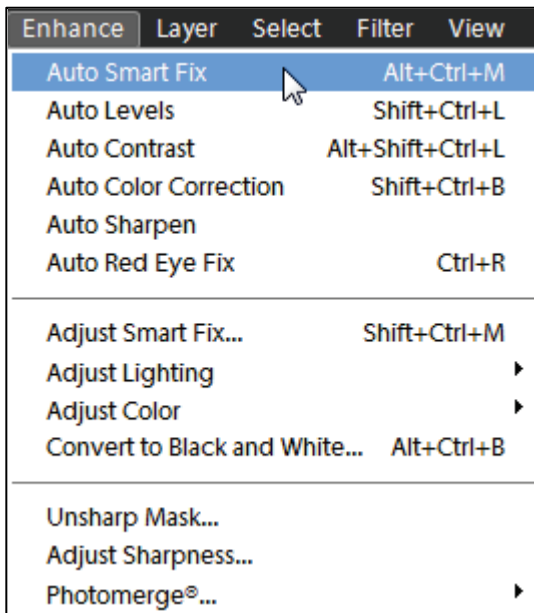 Enhance Layer Select Filter View
Auto Smart Fix Alt+Ctrl+M
Auto Levels Shift+Ctrl+L
Auto Contrast Alt+Shift+Ctrl+L
Auto Color Correction Shift+Ctrl+B
Auto Sharpen
Auto Red Eye Fix Ctrl+R
Adjust Smart Fix... Shift+Ctrl+M
Adjust Lighting
Adjust Color
Convert to Black and White... Alt+Ctrl+B
Unsharp Mask...
Adjust Sharpness...
Photomerge®...